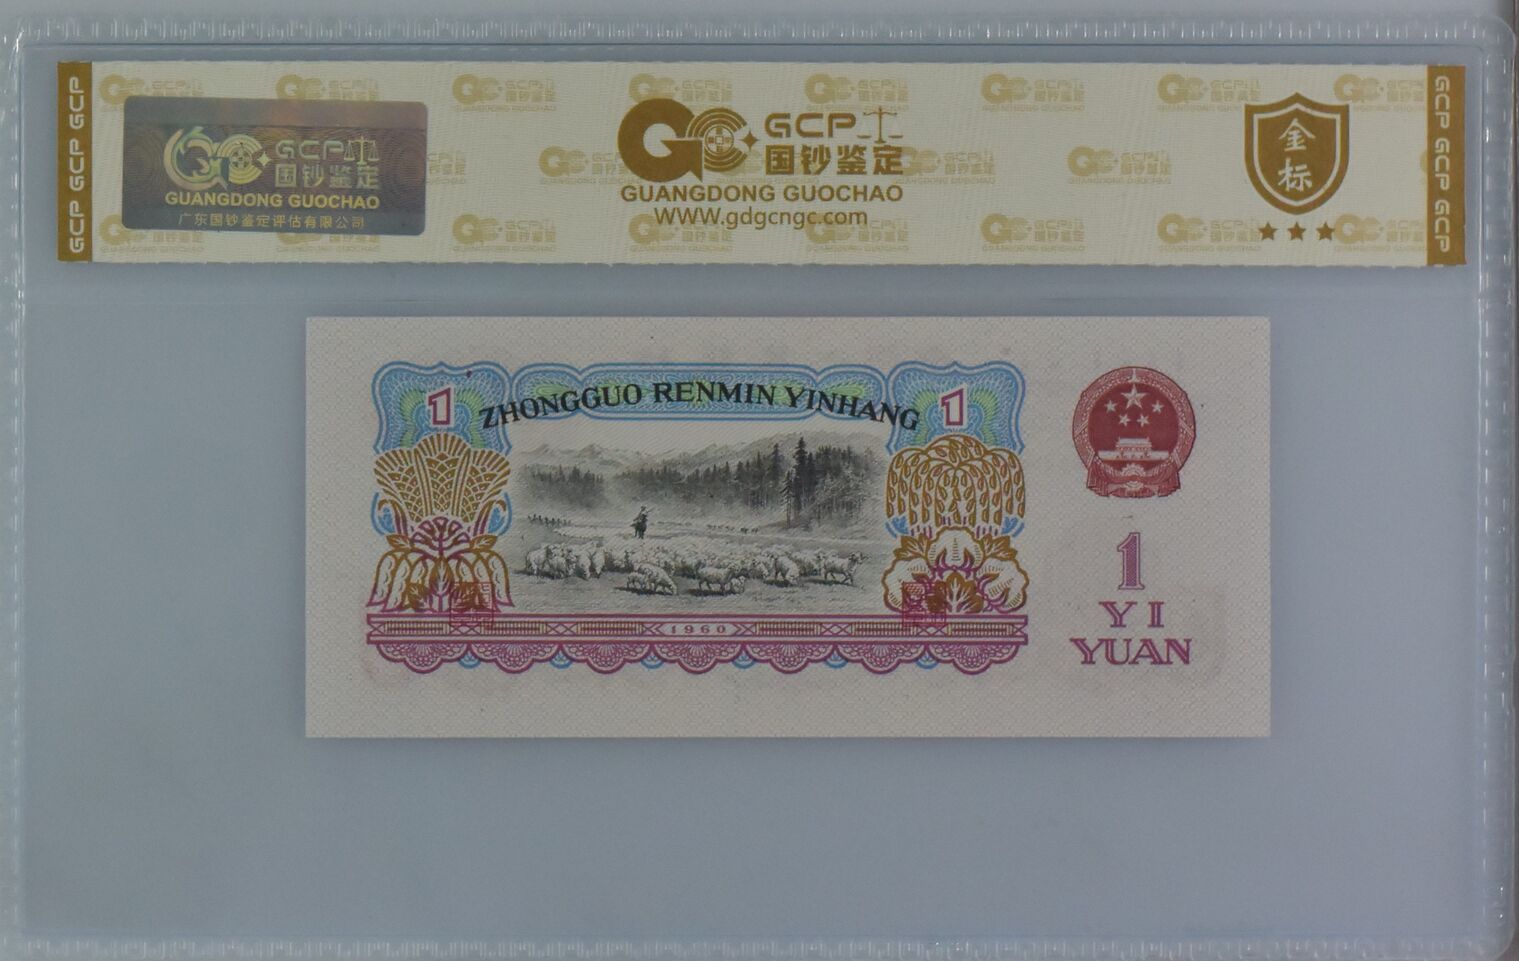 GCP GCP GCP
GCP
国钞鉴定
GUANGDONG GUOCHAO
广东国钞鉴定评估有限公司
GCP
国钞鉴定
GUANGDONG GUOCHAO
WWW.gdgcngc.com
金
标
GCP GCP GCP
1
ZHONGGUO RENMIN YINHANG
1
1960
1
YI
YUAN